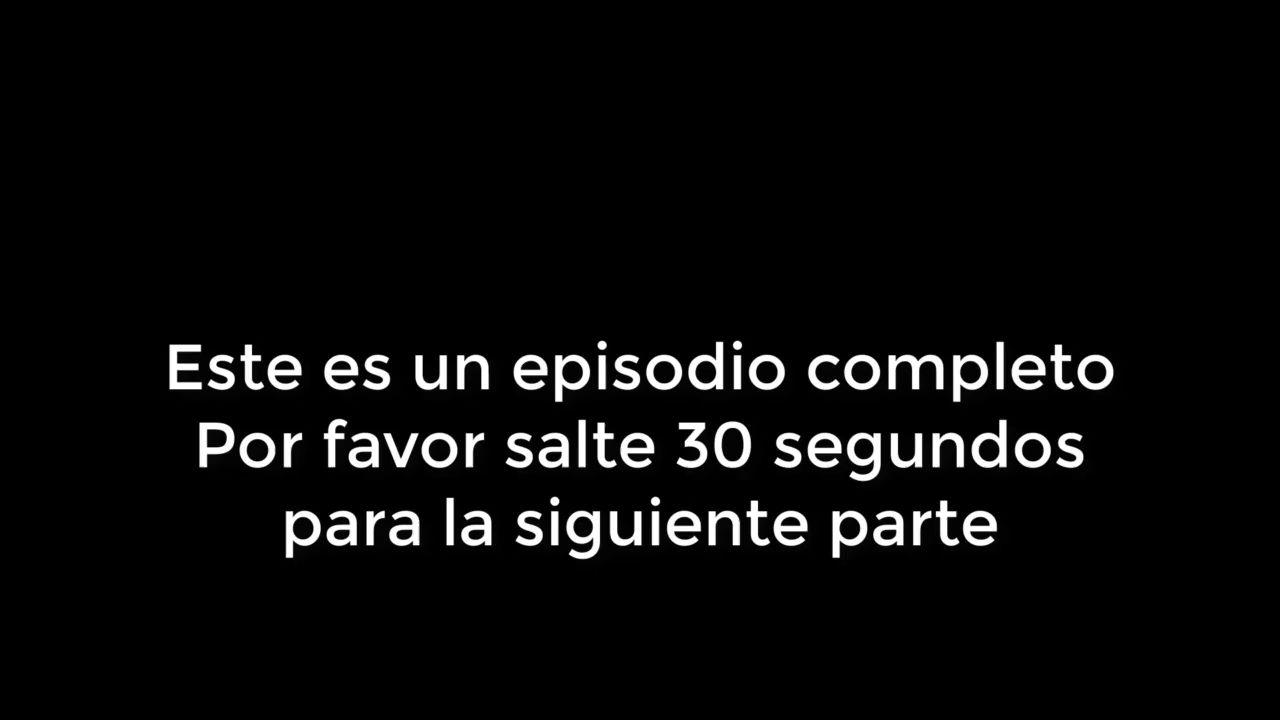 Este es un episodio completo
Por favor salte 30 segundos
para la siguiente parte